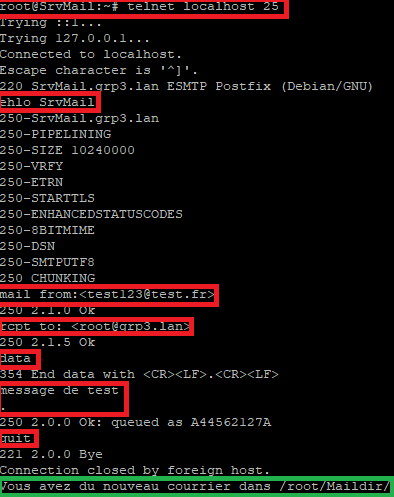 root@SrvMail:~# telnet localhost 25
Trying ::1...
Trying 127.0.0.1...
Connected to localhost.
Escape character is '^]'.
220 SrvMail.grp3.lan ESMTP Postfix (Debian/GNU)
ehlo SrvMail
250-SrvMail.grp3.lan
250-PIPELINING
250-SIZE 10240000
250-VRFY
250-ETRN
250-STARTTLS
250-ENHANCEDSTATUSCODES
250-8BITMIME
250-DSN
250-SMTPUTF8
250 CHUNKING
mail from:<test123@test.fr>
250 2.1.0 Ok
rcpt to: <root@grp3.lan>
250 2.1.5 Ok
data
354 End data with <CR><LF>.<CR><LF>
message de test
.
250 2.0.0 Ok: queued as A44562127A
quit
221 2.0.0 Bye
Connection closed by foreign host.
Vous avez du nouveau courrier dans /root/Maildir/